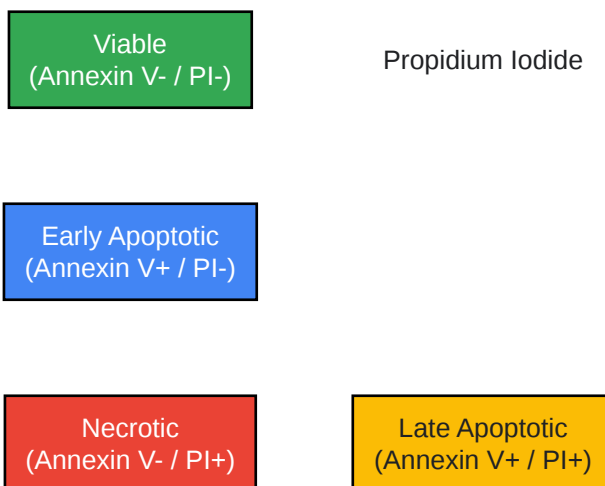 Viable
(Annexin V- / PI-)
Propidium Iodide
Early Apoptotic
(Annexin V+ / PI-)
Necrotic
(Annexin V- / PI+)
Late Apoptotic
(Annexin V+ / PI+)